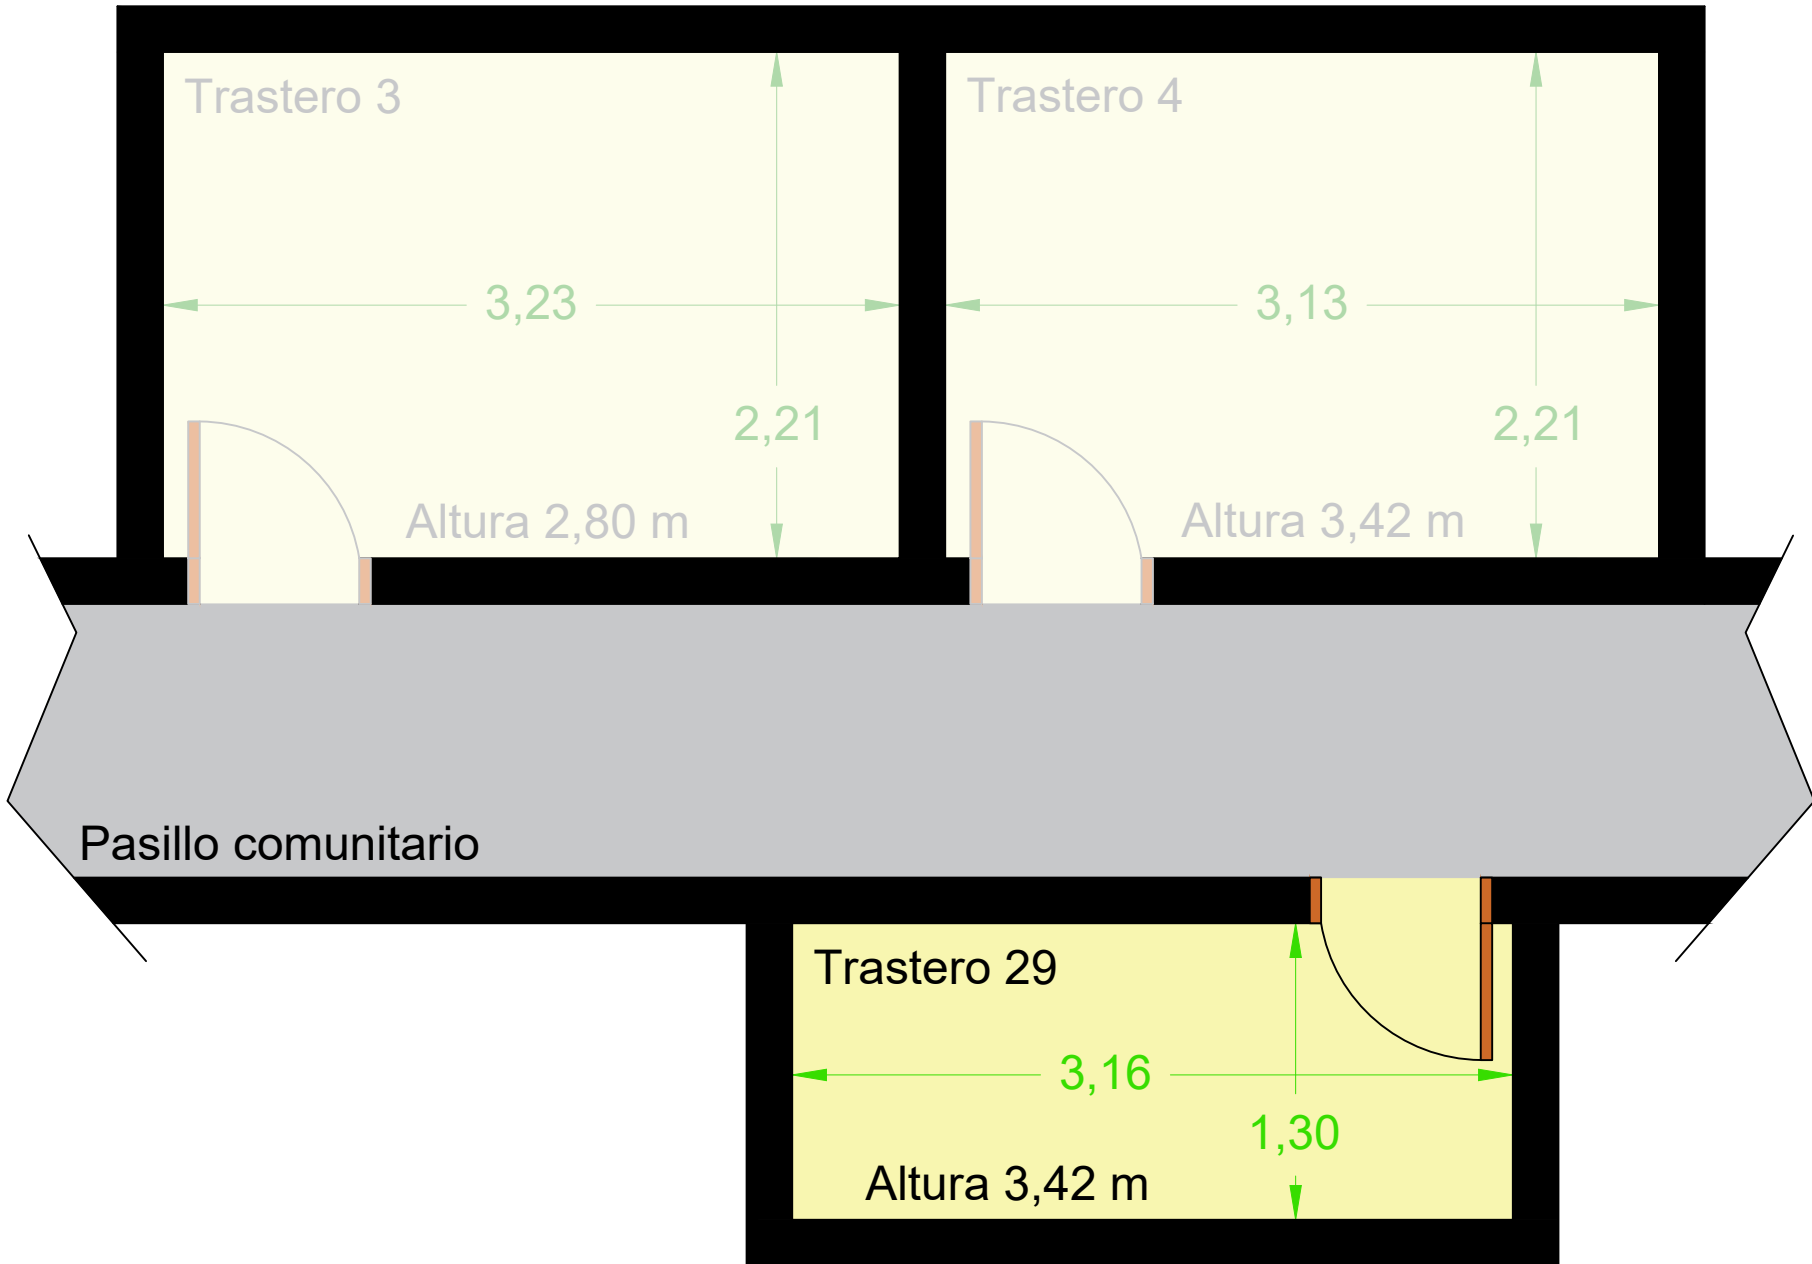 Trastero 3
Trastero 4
3,23
3,13
2,21
2,21
Altura 2,80 m
Altura 3,42 m
Pasillo comunitario
Trastero 29
3,16
1,30
Altura 3,42 m